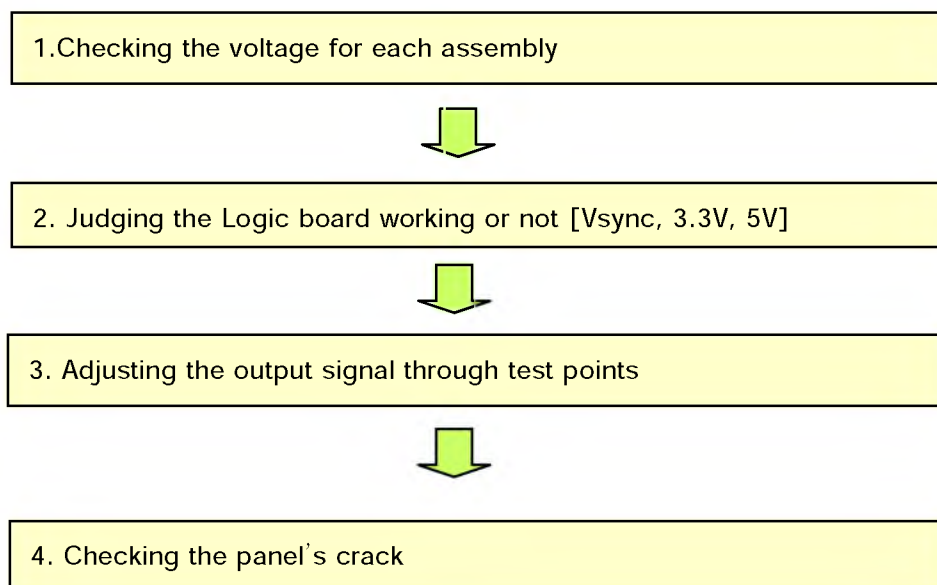 1.Checking the voltage for each assembly
2. Judging the Logic board working or not [Vsync, 3.3V, 5V]
3. Adjusting the output signal through test points
4. Checking the panel's crack